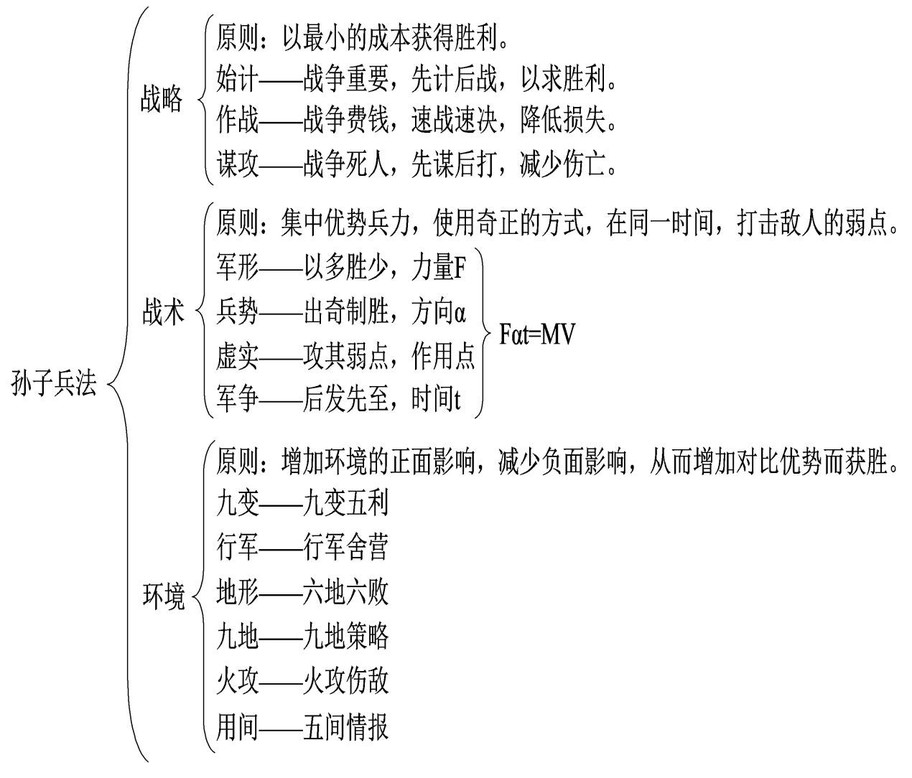 孙子兵法
战略
原则：以最小的成本获得胜利。
始计——战争重要，先计后战，以求胜利。
作战——战争费钱，速战速决，降低损失。
谋攻——战争死人，先谋后打，减少伤亡。
战术
原则：集中优势兵力，使用奇正的方式，在同一时间，打击敌人的弱点。
军形——以多胜少，力量F
兵势——出奇制胜，方向α
虚实——攻其弱点，作用点
军争——后发先至，时间t
Fαt=MV
环境
原则：增加环境的正面影响，减少负面影响，从而增加对比优势而获胜。
九变——九变五利
行军——行军舍营
地形——六地六败
九地——九地策略
火攻——火攻伤敌
用间——五间情报